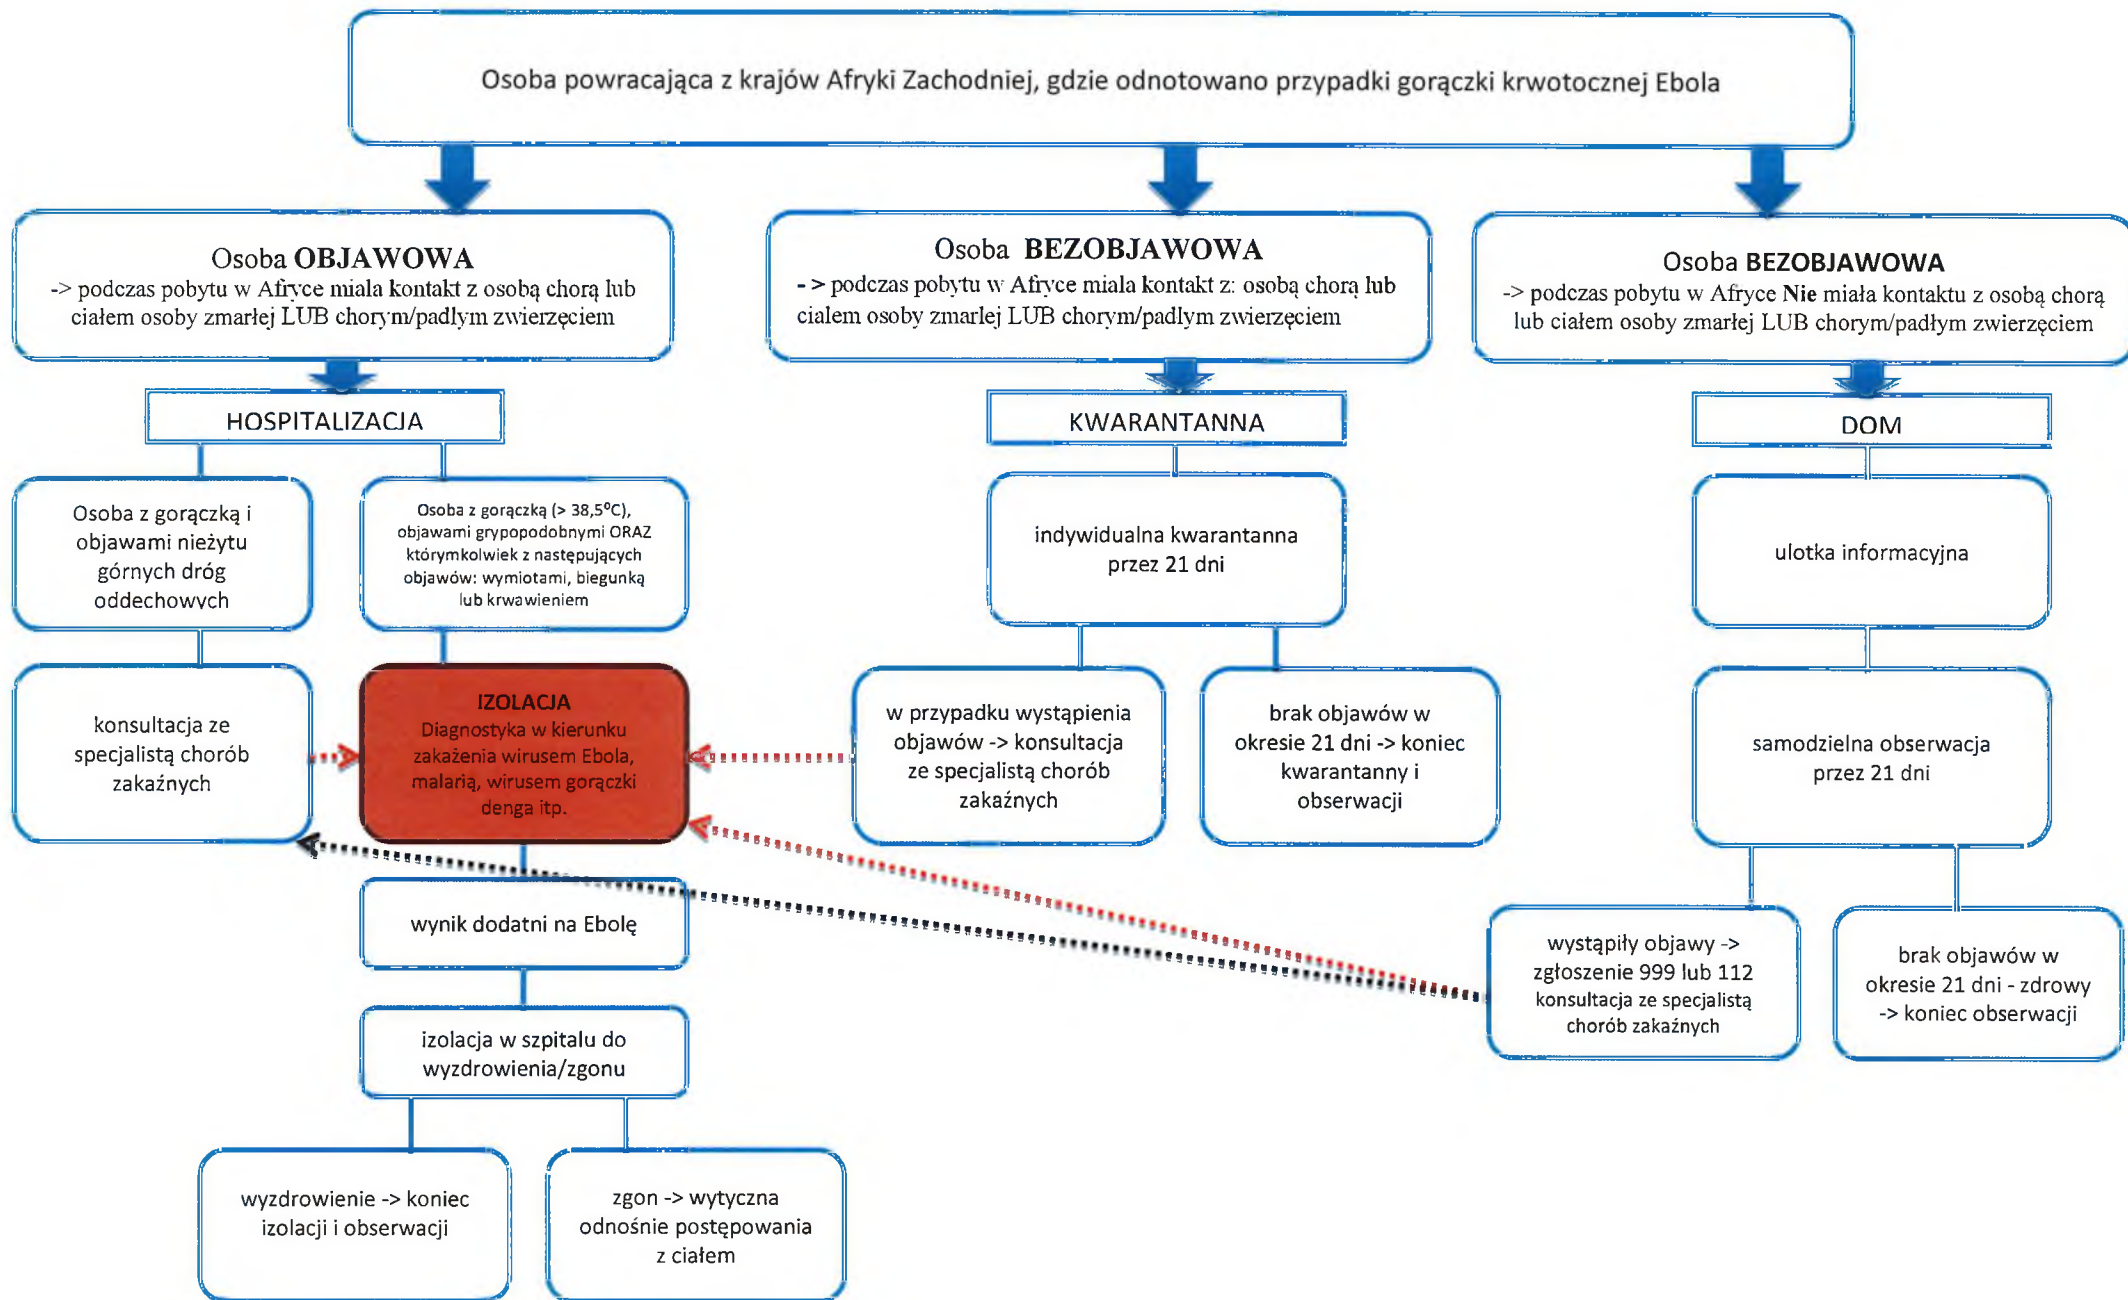 Osoba powracająca z krajów Afryki Zachodniej, gdzie odnotowano przypadki gorączki krwotocznej Ebola
Osoba OBJAWOWA
-> podczas pobytu w Afryce miala kontakt z osobą chorą lub
ciałem osoby zmarłej LUB chorym/padlym zwierzęciem
Osoba BEZOBJAWOWA
- > podczas pobytu w Afryce miala kontakt z: osobą chorą lub
cialem osoby zmarlej LUB chorym/padlym zwierzęciem
Osoba BEZOBJAWOWA
-> podczas pobytu w Afryce Nie miała kontaktu z osobą chorą
lub ciałem osoby zmarłej LUB chorym/padłym zwierzęciem
HOSPITALIZACJA
KWARANTANNA
DOM
Osoba z gorączką i
objawami nieżytu
górnych dróg
oddechowych
Osoba z gorączką (> 38,5⁰C),
objawami grypopodobnymi ORAZ
którymkolwiek z następujących
objawów: wymiotami, biegunką
lub krwawieniem
indywidualna kwarantanna
przez 21 dni
ulotka informacyjna
konsultacja ze
specjalistą chorób
zakaźnych
IZOLACJA
Diagnostyka w kierunku
zakażenia wirusem Ebola,
malarią, wirusem gorączki
denga itp.
w przypadku wystąpienia
objawów -> konsultacja
ze specjalistą chorób
zakaźnych
brak objawów w
okresie 21 dni -> koniec
kwarantanny i
obserwacji
samodzielna obserwacja
przez 21 dni
wynik dodatni na Ebolę
wystąpiły objawy ->
zgłoszenie 999 lub 112
konsultacja ze specjalistą
chorób zakaźnych
brak objawów w
okresie 21 dni - zdrowy
-> koniec obserwacji
izolacja w szpitalu do
wyzdrowienia/zgonu
wyzdrowienie -> koniec
izolacji i obserwacji
zgon -> wytyczna
odnośnie postępowania
z ciałem